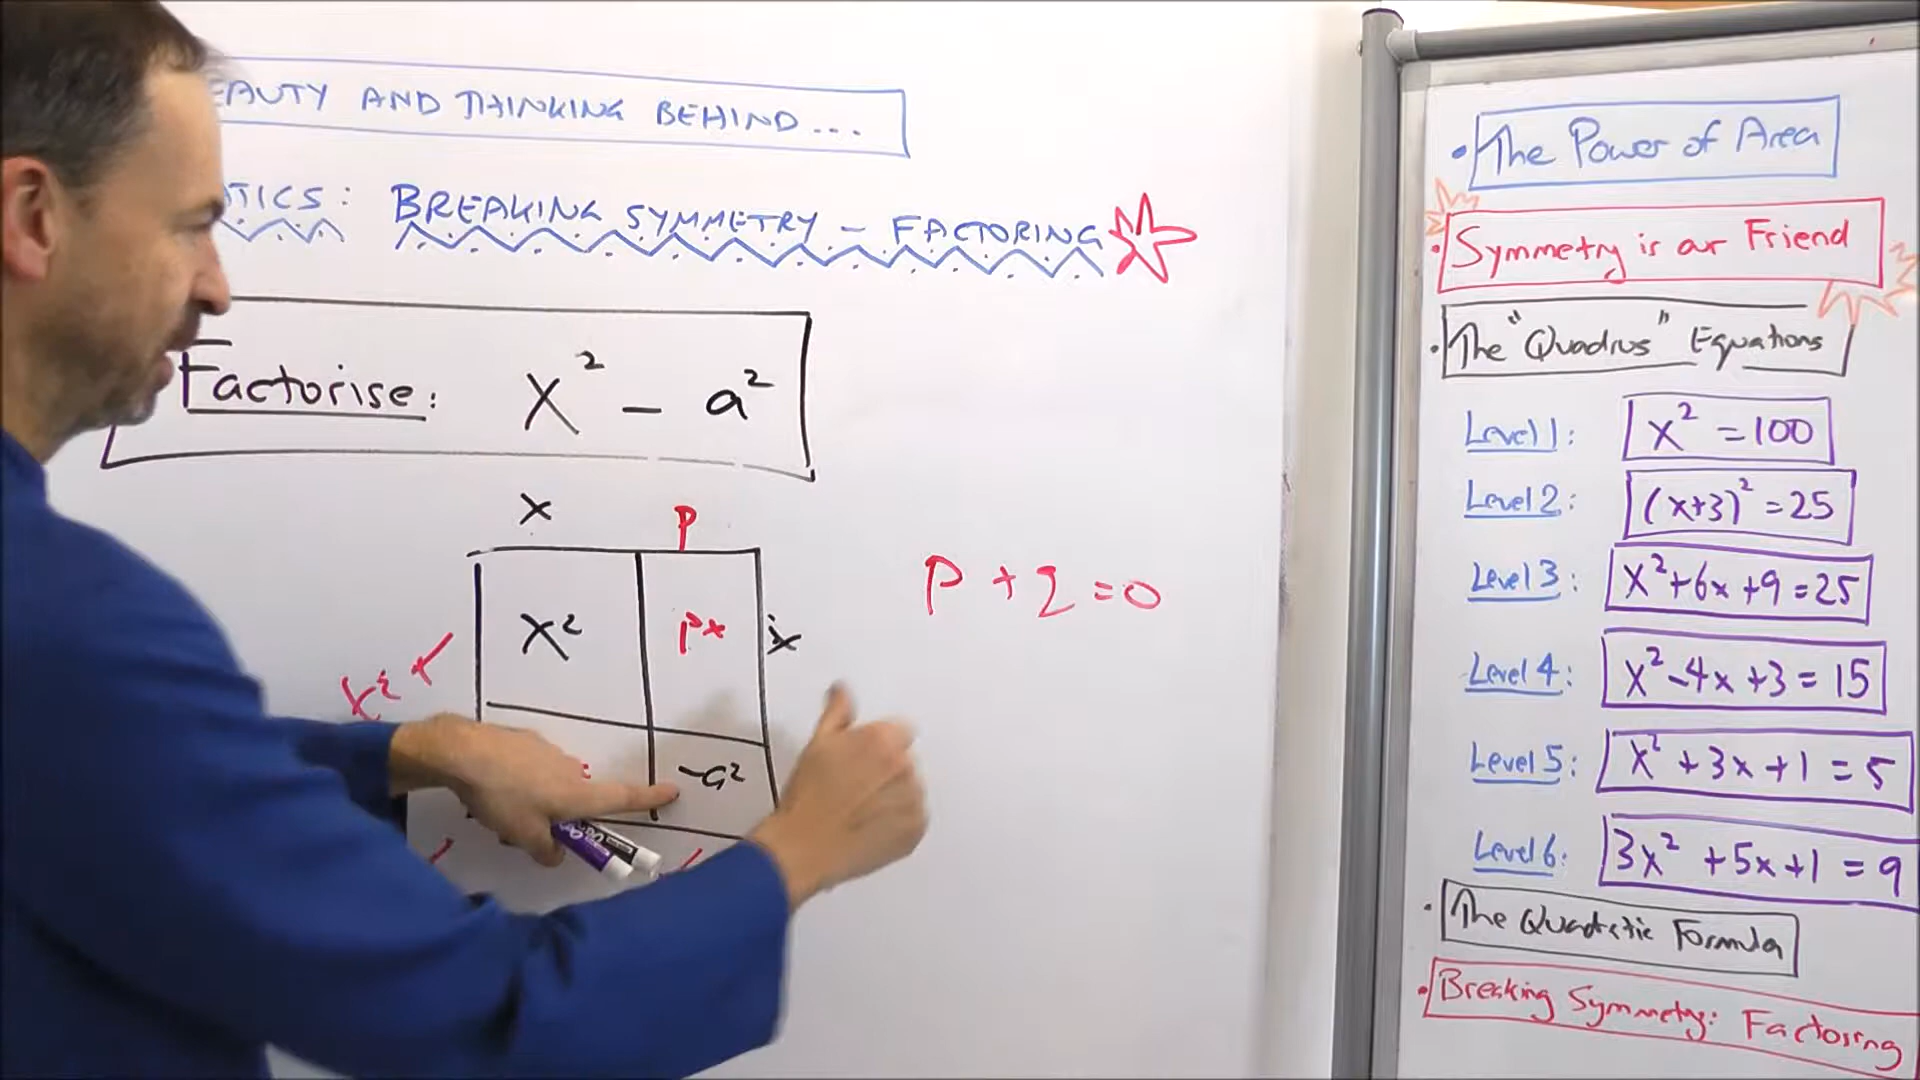 EAUTY AND THINKING BEHIND...
TICS: BREAKING SYMMETRY - FACTORING
Factorise: x² - a²
x p
x² px x
x²
-a²
p + q = 0
• The Power of Area
• Symmetry is our Friend
• The "Quadrus" Equations
Level 1: x² = 100
Level 2: (x+3)² = 25
Level 3: x²+6x+9=25
Level 4: x²-4x+3=15
Level 5: x²+3x+1=5
Level 6: 3x²+5x+1=9
• The Quadratic Formula
• Breaking Symmetry: Factoring